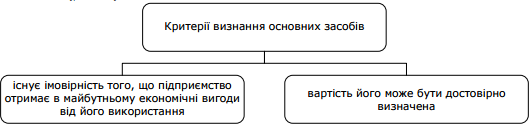 Критерії визнання основних засобів
існує імовірність того, що підприємство
отримає в майбутньому економічні вигоди
від його використання
вартість його може бути достовірно
визначена